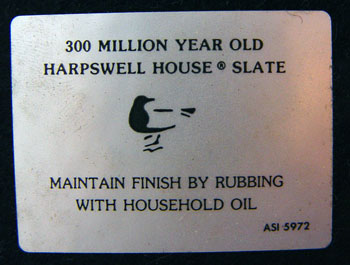 300 MILLION YEAR OLD
HARPSWELL HOUSE® SLATE
MAINTAIN FINISH BY RUBBING
WITH HOUSEHOLD OIL
ASI 5972